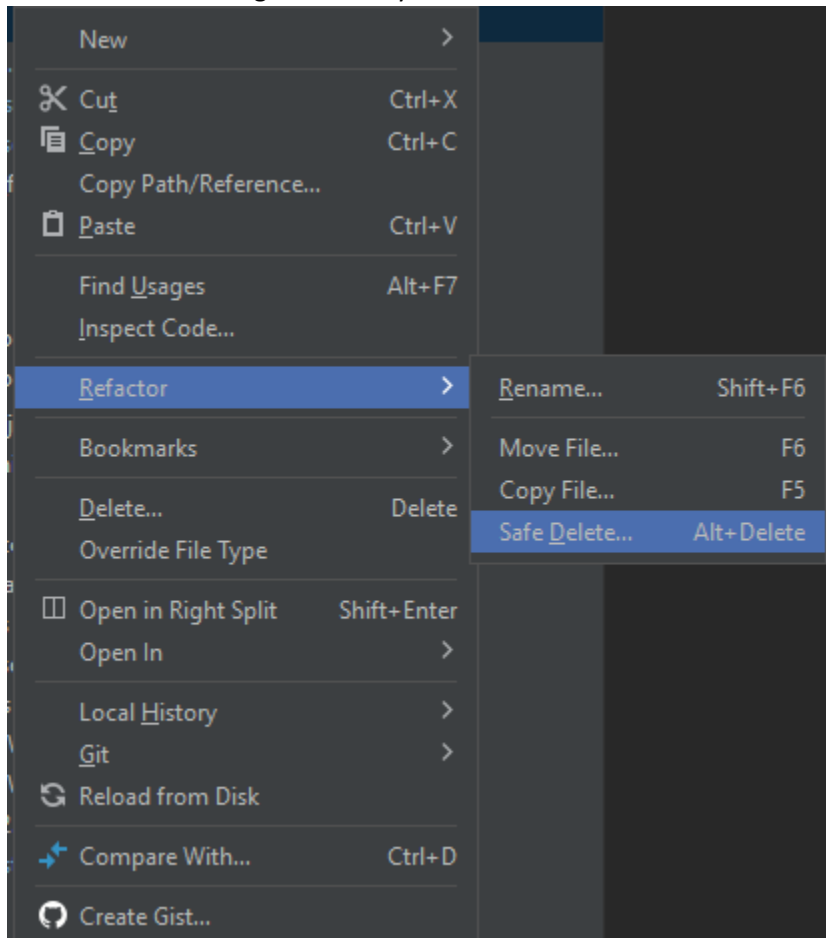 New
Cut Ctrl+X
Copy Ctrl+C
Copy Path/Reference...
Paste Ctrl+V
Find Usages Alt+F7
Inspect Code...
Refactor
Rename... Shift+F6
Bookmarks
Move File... F6
Copy File... F5
Delete... Delete
Safe Delete... Alt+Delete
Override File Type
Open in Right Split Shift+Enter
Open In
Local History
Git
Reload from Disk
Compare With... Ctrl+D
Create Gist...